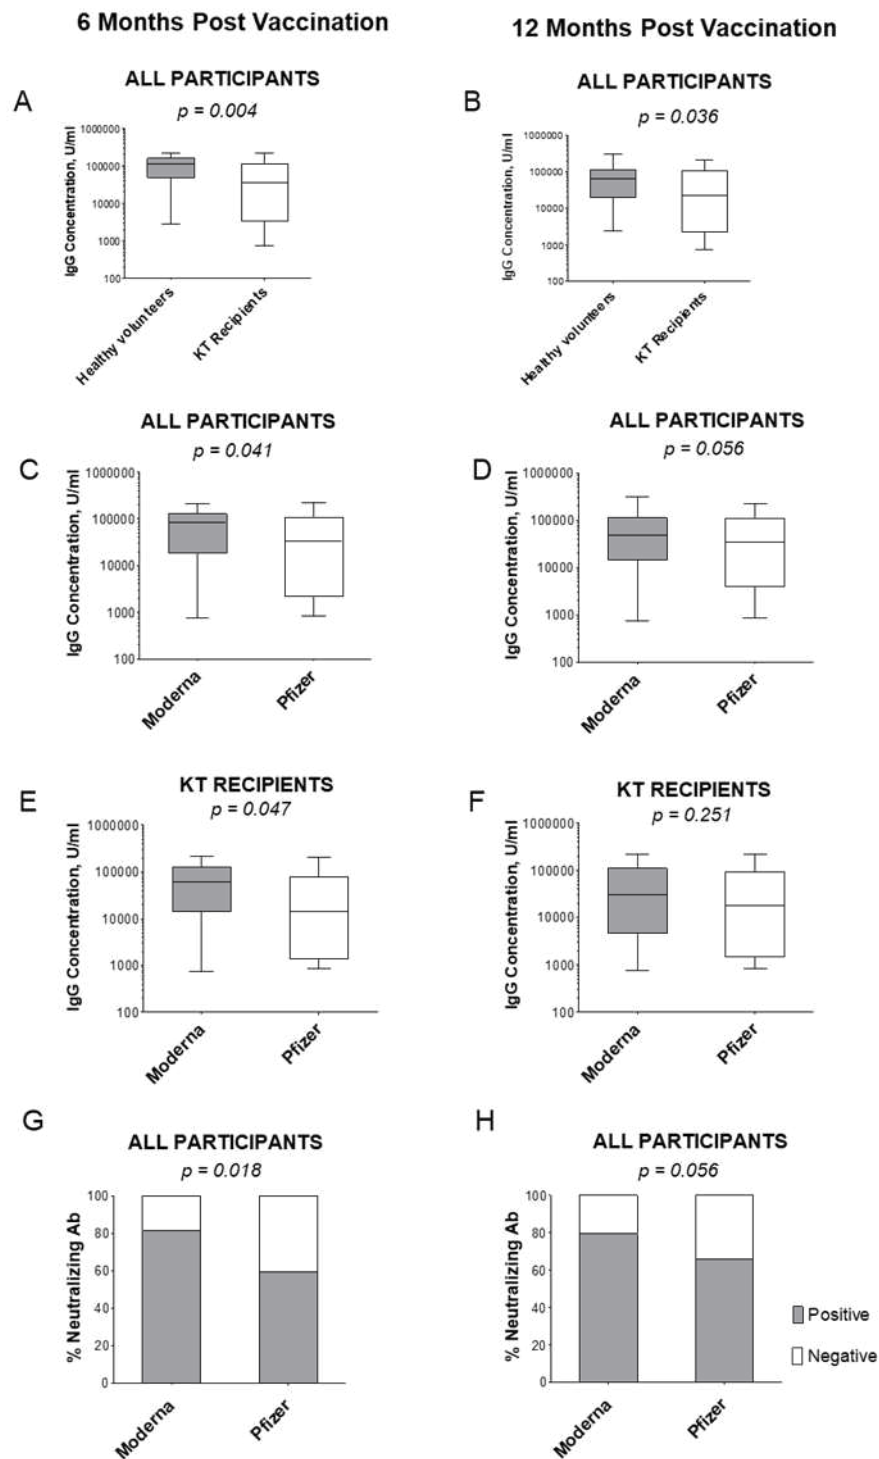 6 Months Post Vaccination
12 Months Post Vaccination
A
ALL PARTICIPANTS
p = 0.004
IgG Concentration, U/ml
1000000
100000
10000
1000
100
Healthy volunteers
KT Recipients
B
ALL PARTICIPANTS
p = 0.036
IgG Concentration, U/ml
1000000
100000
10000
1000
100
Healthy volunteers
KT Recipients
C
ALL PARTICIPANTS
p = 0.041
IgG Concentration, U/ml
1000000
100000
10000
1000
100
Moderna
Pfizer
D
ALL PARTICIPANTS
p = 0.056
IgG Concentration, U/ml
1000000
100000
10000
1000
100
Moderna
Pfizer
E
KT RECIPIENTS
p = 0.047
IgG Concentration, U/ml
1000000
100000
10000
1000
100
Moderna
Pfizer
F
KT RECIPIENTS
p = 0.251
IgG Concentration, U/ml
1000000
100000
10000
1000
100
Moderna
Pfizer
G
ALL PARTICIPANTS
p = 0.018
% Neutralizing Ab
100
80
60
40
20
0
Moderna
Pfizer
H
ALL PARTICIPANTS
p = 0.056
% Neutralizing Ab
100
80
60
40
20
0
Moderna
Pfizer
Positive
Negative